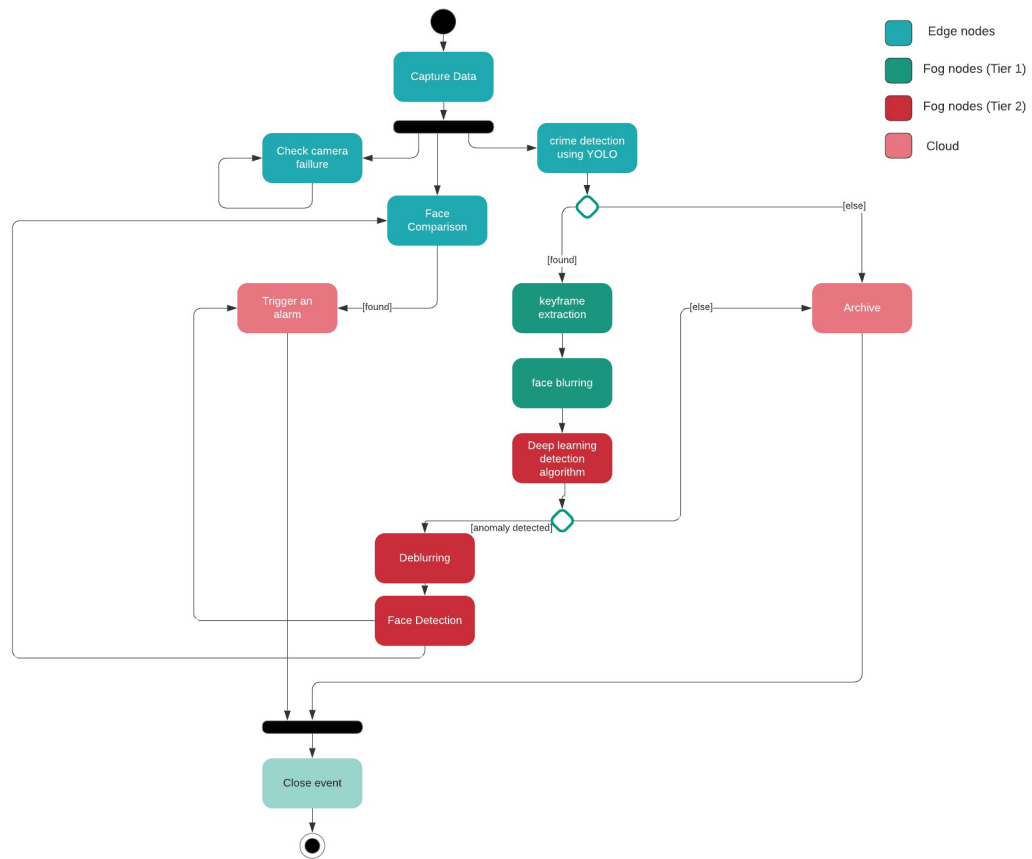 Edge nodes
Fog nodes (Tier 1)
Fog nodes (Tier 2)
Cloud
Capture Data
Check camera
faillure
crime detection
using YOLO
Face
Comparison
[else]
[found]
Trigger an
alarm
[found]
keyframe
extraction
[else]
Archive
face blurring
Deep learning
detection
algorithm
[anomaly detected]
Deblurring
Face Detection
Close event